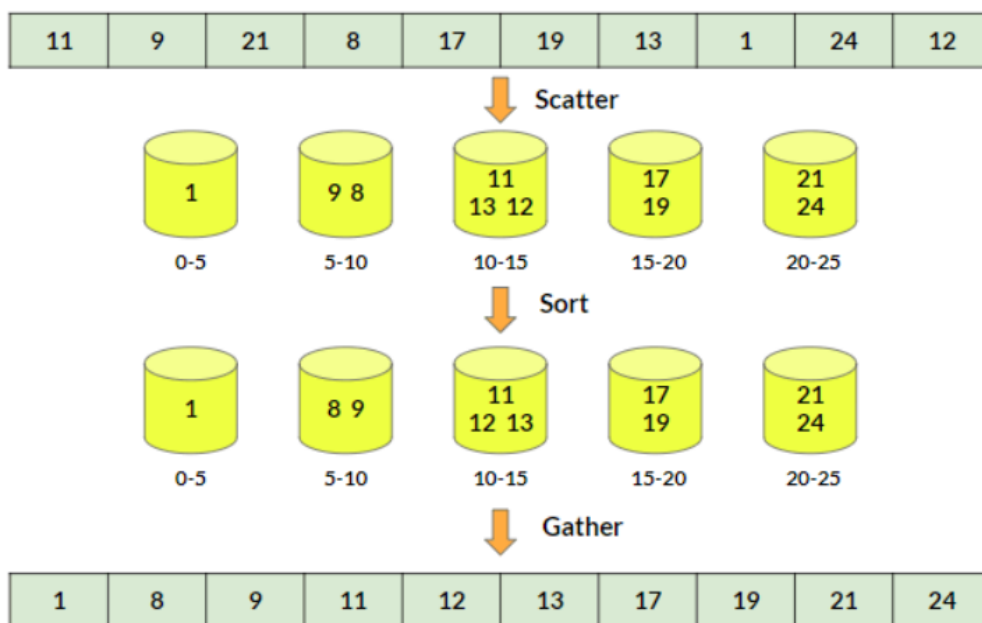 11 9 21 8 17 19 13 1 24 12
Scatter
1 9 8 11 17 21
13 12 19 24
0-5 5-10 10-15 15-20 20-25
Sort
1 8 9 11 17 21
12 13 19 24
0-5 5-10 10-15 15-20 20-25
Gather
1 8 9 11 12 13 17 19 21 24